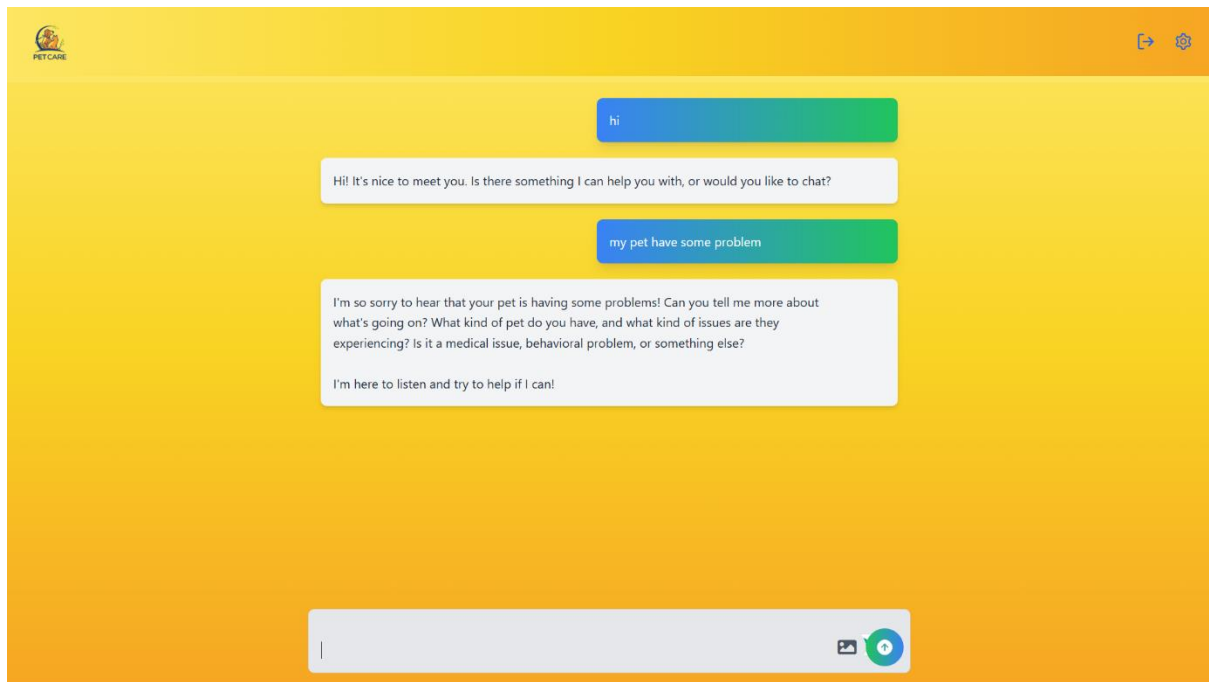 PET CARE
hi
Hi! It's nice to meet you. Is there something I can help you with, or would you like to chat?
my pet have some problem
I'm so sorry to hear that your pet is having some problems! Can you tell me more about
what's going on? What kind of pet do you have, and what kind of issues are they
experiencing? Is it a medical issue, behavioral problem, or something else?
I'm here to listen and try to help if I can!